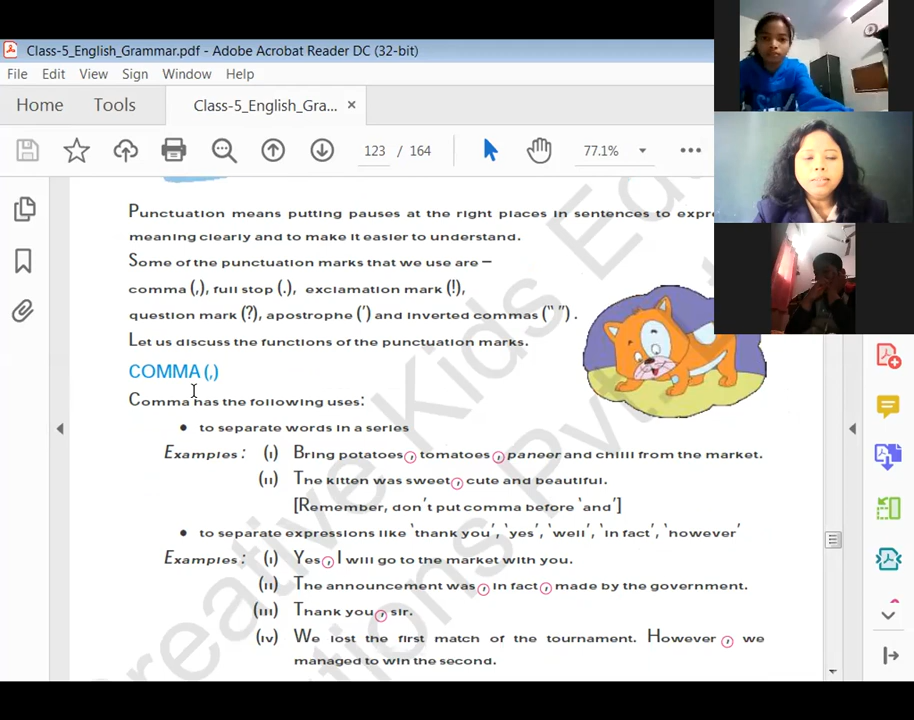 Class-5_English_Grammar.pdf - Adobe Acrobat Reader DC (32-bit)
File Edit View Sign Window Help
Home Tools Class-5_English_Gra... ×
123 / 164 77.1%
Punctuation means putting pauses at the right places in sentences to
meaning clearly and to make it easier to understand.
Some of the punctuation marks that we use are –
comma (,), full stop (.), exclamation mark (!),
question mark (?), apostrophe (') and inverted commas (“ ”) .
Let us discuss the functions of the punctuation marks.
COMMA (,)
Comma has the following uses:
• to separate words in a series
Examples : (i) Bring potatoes, tomatoes, paneer and chilli from the market.
(ii) The kitten was sweet, cute and beautiful.
[Remember, don't put comma before 'and']
• to separate expressions like 'thank you', 'yes', 'well', 'in fact', 'however'
Examples : (i) Yes, I will go to the market with you.
(ii) The announcement was, in fact, made by the government.
(iii) Thank you, sir.
(iv) We lost the first match of the tournament. However, we
managed to win the second.